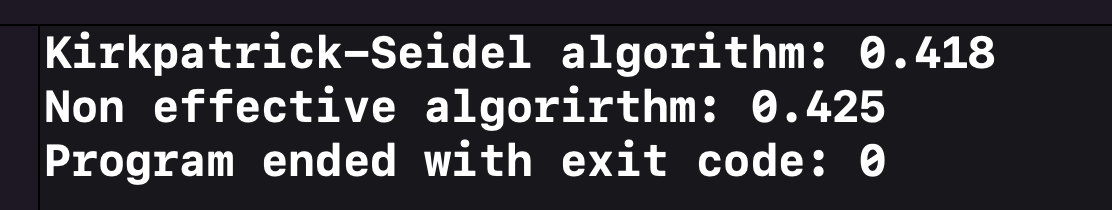 Kirkpatrick-Seidel algorithm: 0.418
Non effective algorirthm: 0.425
Program ended with exit code: 0